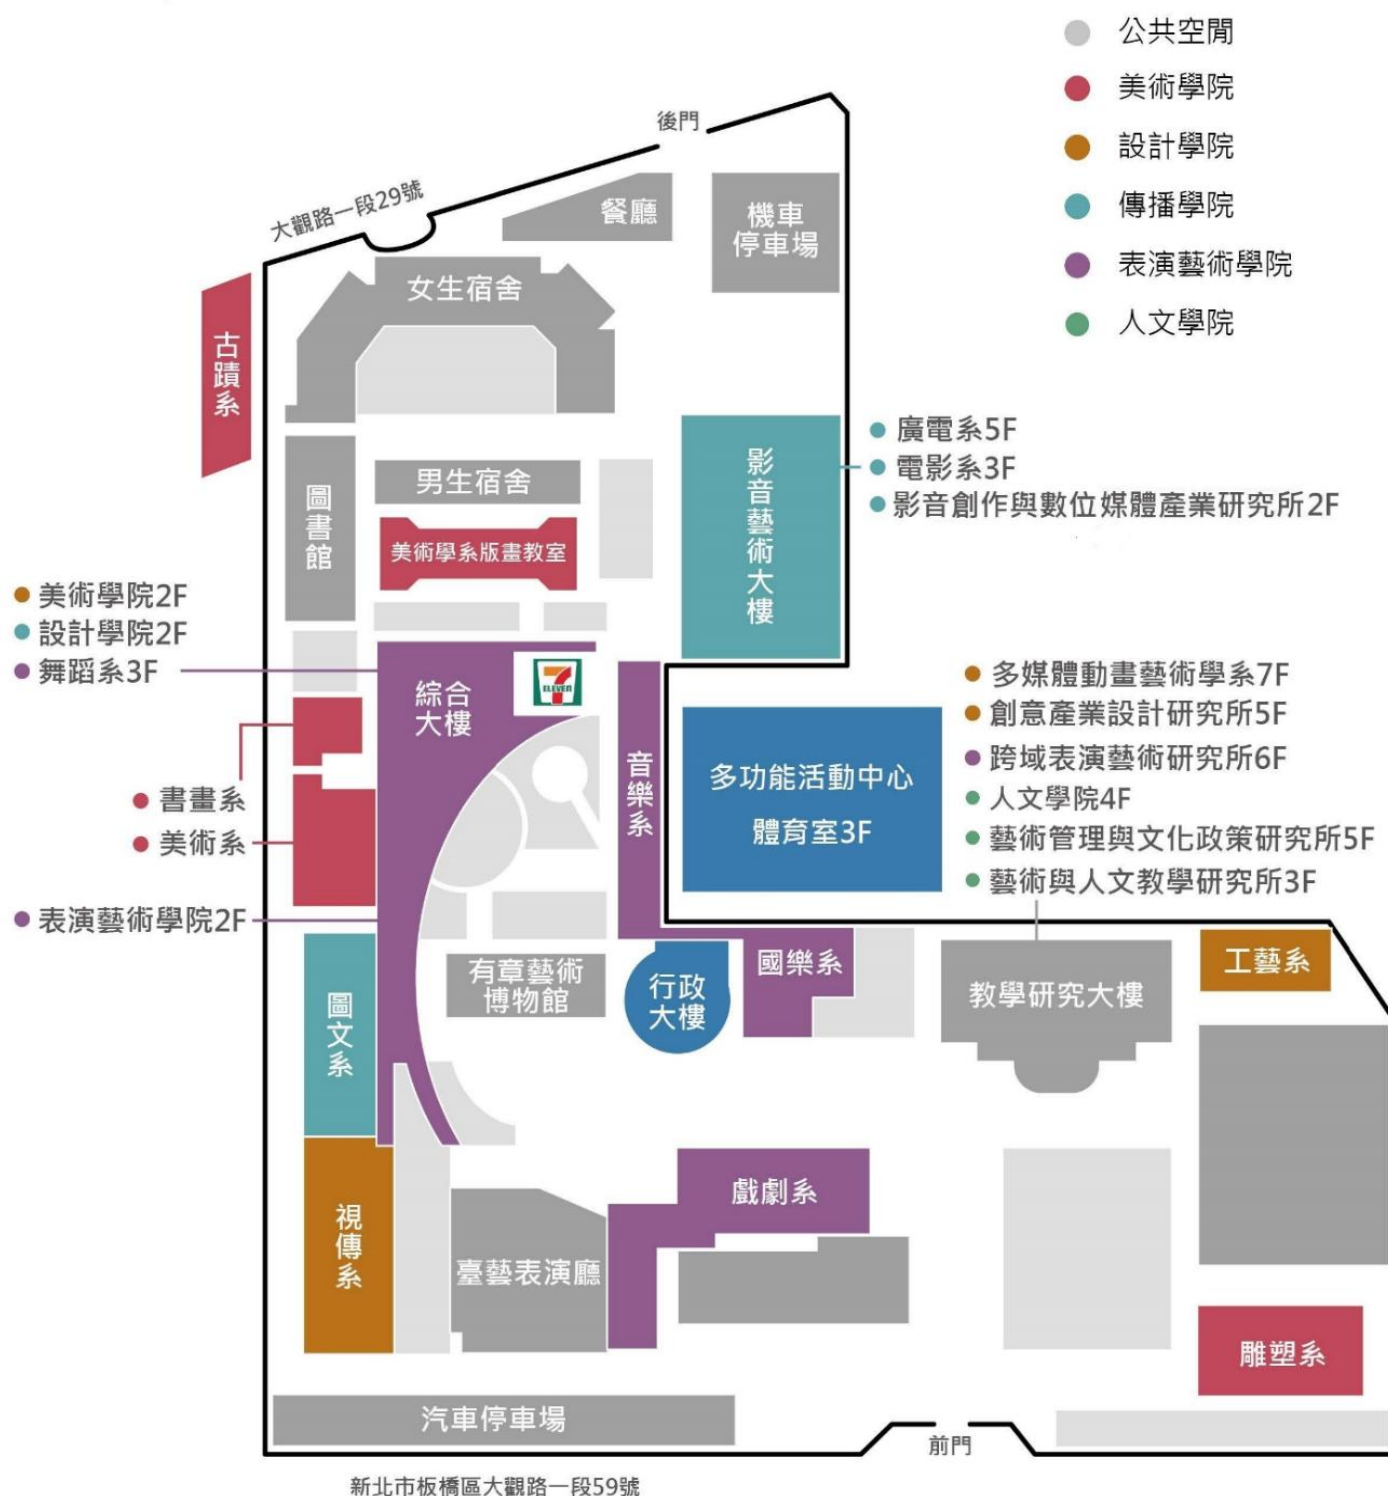 公共空間
美術學院
設計學院
傳播學院
表演藝術學院
人文學院
後門
大觀路一段29號
餐廳
機車
停車場
女生宿舍
古蹟系
圖書館
男生宿舍
美術學系版畫教室
影音藝術大樓
廣電系5F
電影系3F
影音創作與數位媒體產業研究所2F
美術學院2F
設計學院2F
舞蹈系3F
綜合
大樓
7
ELEVEN
音樂系
多功能活動中心
體育室3F
多媒體動畫藝術學系7F
創意產業設計研究所5F
跨域表演藝術研究所6F
人文學院4F
藝術管理與文化政策研究所5F
藝術與人文教學研究所3F
書畫系
美術系
表演藝術學院2F
圖文系
有章藝術
博物館
行政
大樓
國樂系
教學研究大樓
工藝系
視傳系
臺藝表演廳
戲劇系
雕塑系
汽車停車場
前門
新北市板橋區大觀路一段59號